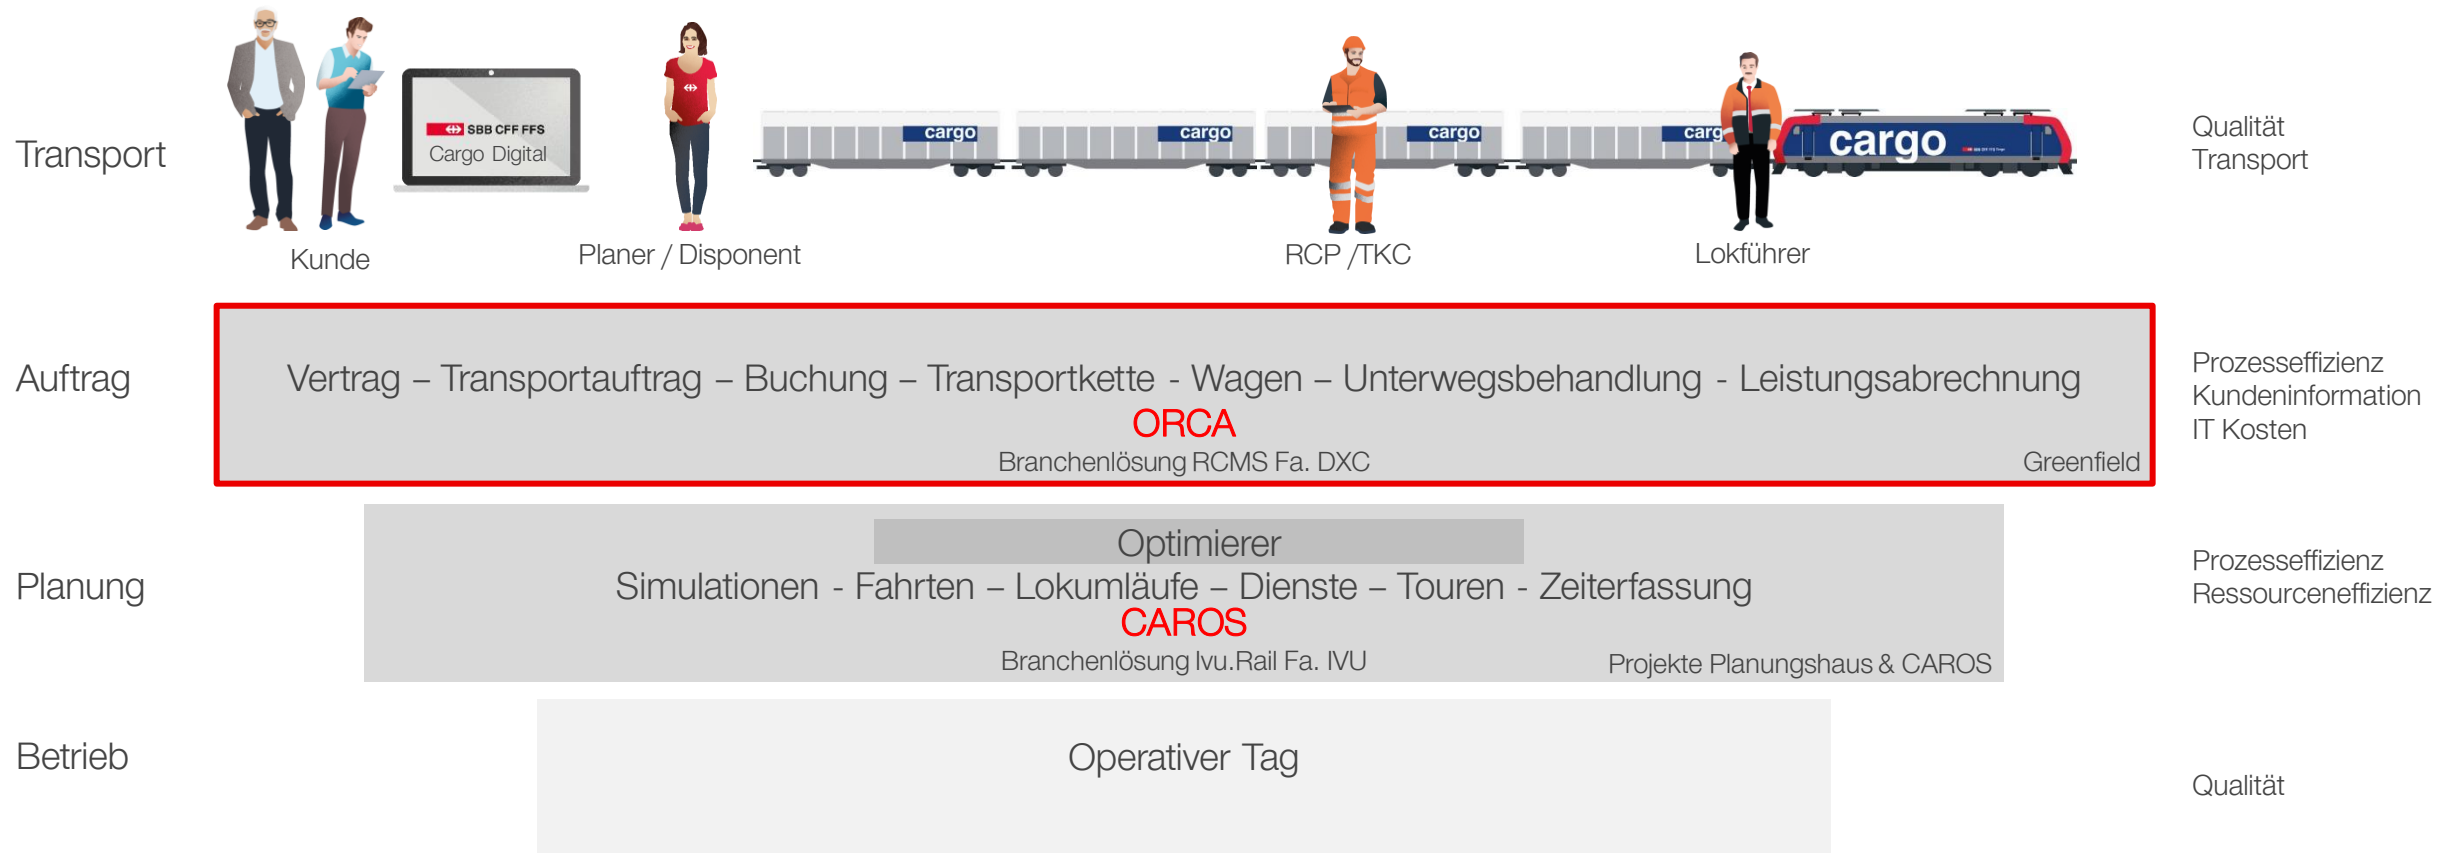 SBB CFF FFS
Cargo Digital
cargo
cargo
cargo
carg
cargo
Transport
Qualität
Transport
Kunde
Planer / Disponent
RCP /TKC
Lokführer
Auftrag
Vertrag – Transportauftrag – Buchung – Transportkette - Wagen – Unterwegsbehandlung - Leistungsabrechnung
ORCA
Branchenlösung RCMS Fa. DXC
Greenfield
Prozesseffizienz
Kundeninformation
IT Kosten
Planung
Optimierer
Simulationen - Fahrten – Lokumläufe – Dienste – Touren - Zeiterfassung
CAROS
Branchenlösung Ivu.Rail Fa. IVU
Projekte Planungshaus & CAROS
Prozesseffizienz
Ressourceneffizienz
Betrieb
Operativer Tag
Qualität